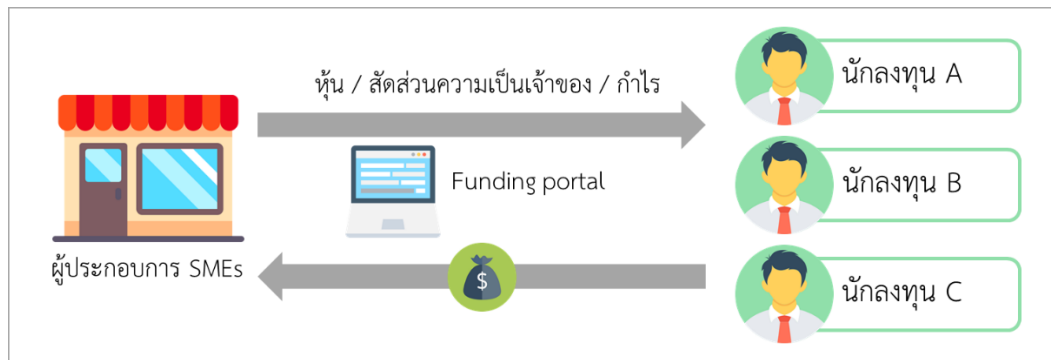 หุ้น / สัดส่วนความเป็นเจ้าของ / กำไร
Funding portal
ผู้ประกอบการ SMEs
$
นักลงทุน A
นักลงทุน B
นักลงทุน C